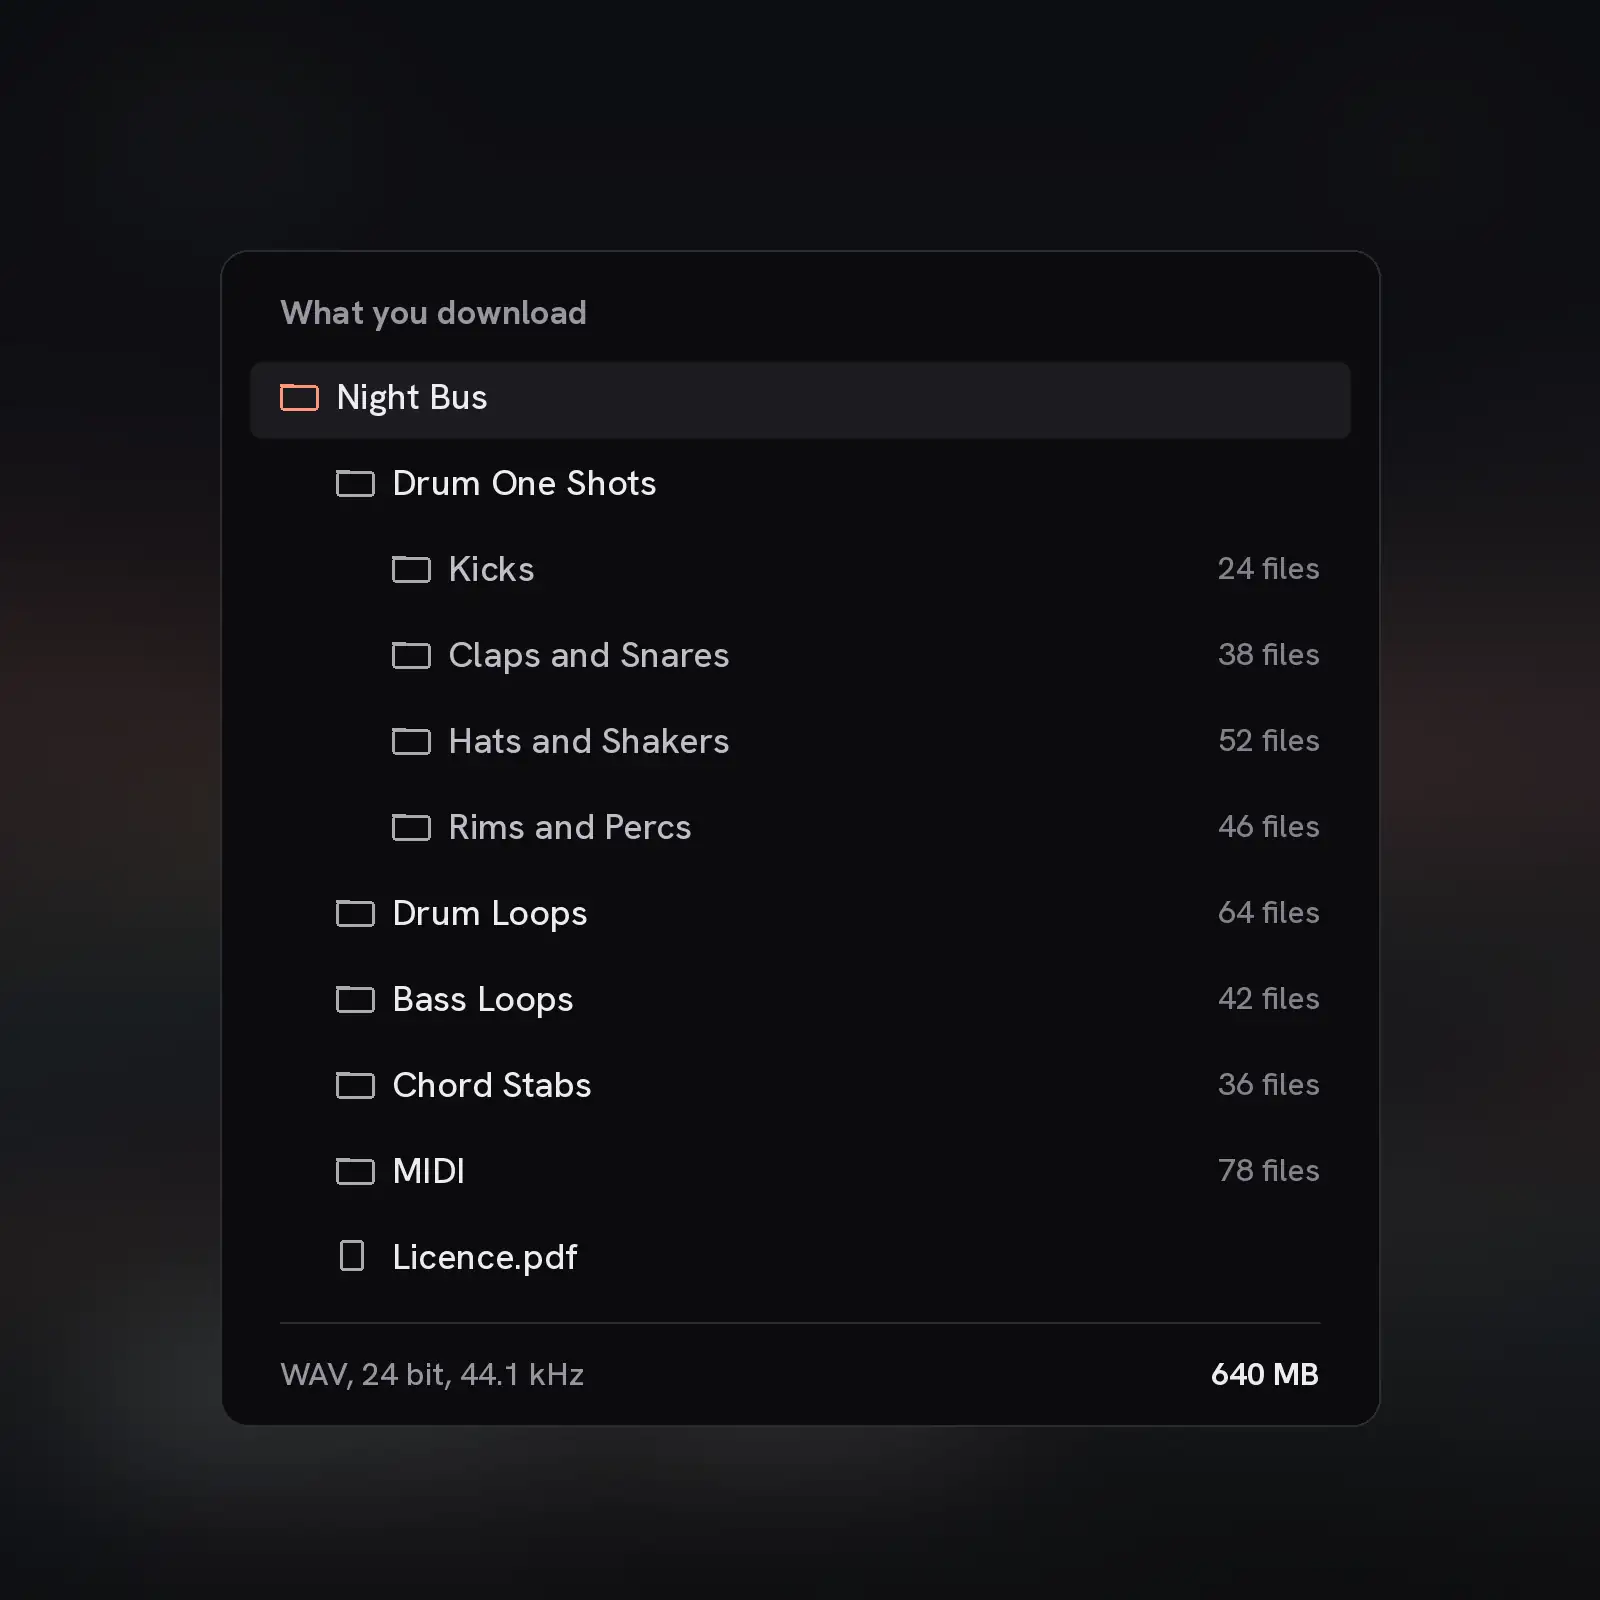 What you download
Night Bus
Drum One Shots
Kicks 24 files
Claps and Snares 38 files
Hats and Shakers 52 files
Rims and Percs 46 files
Drum Loops 64 files
Bass Loops 42 files
Chord Stabs 36 files
MIDI 78 files
Licence.pdf
WAV, 24 bit, 44.1 kHz 640 MB